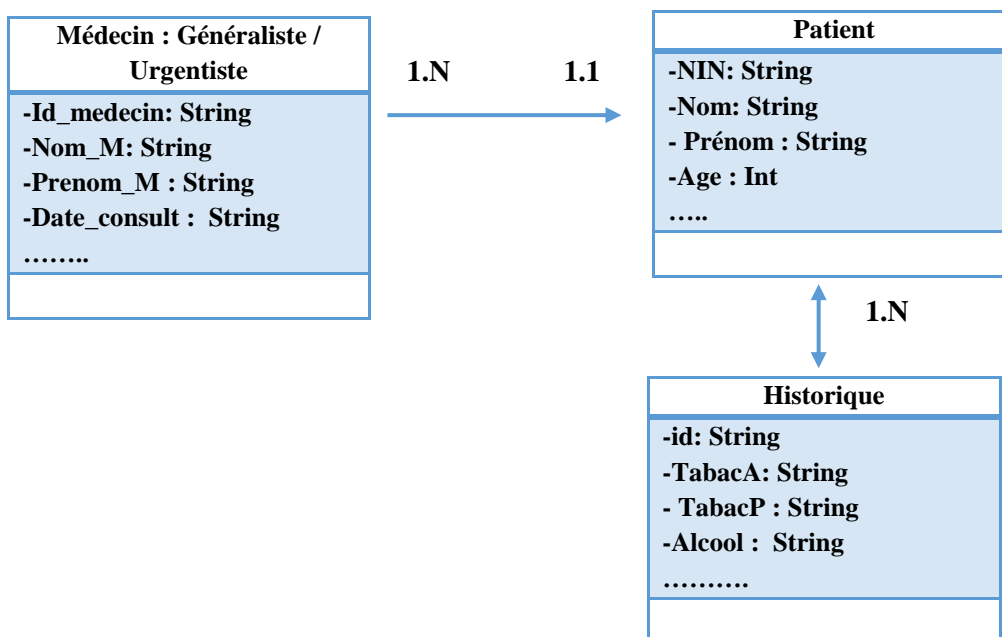 Médecin : Généraliste /
Urgentiste
-Id_medecin: String
-Nom_M: String
-Prenom_M : String
-Date_consult :  String
……..
1.N
1.1
Patient
-NIN: String
-Nom: String
- Prénom : String
-Age : Int
…..
1.N
Historique
-id: String
-TabacA: String
- TabacP : String
-Alcool :  String
……….